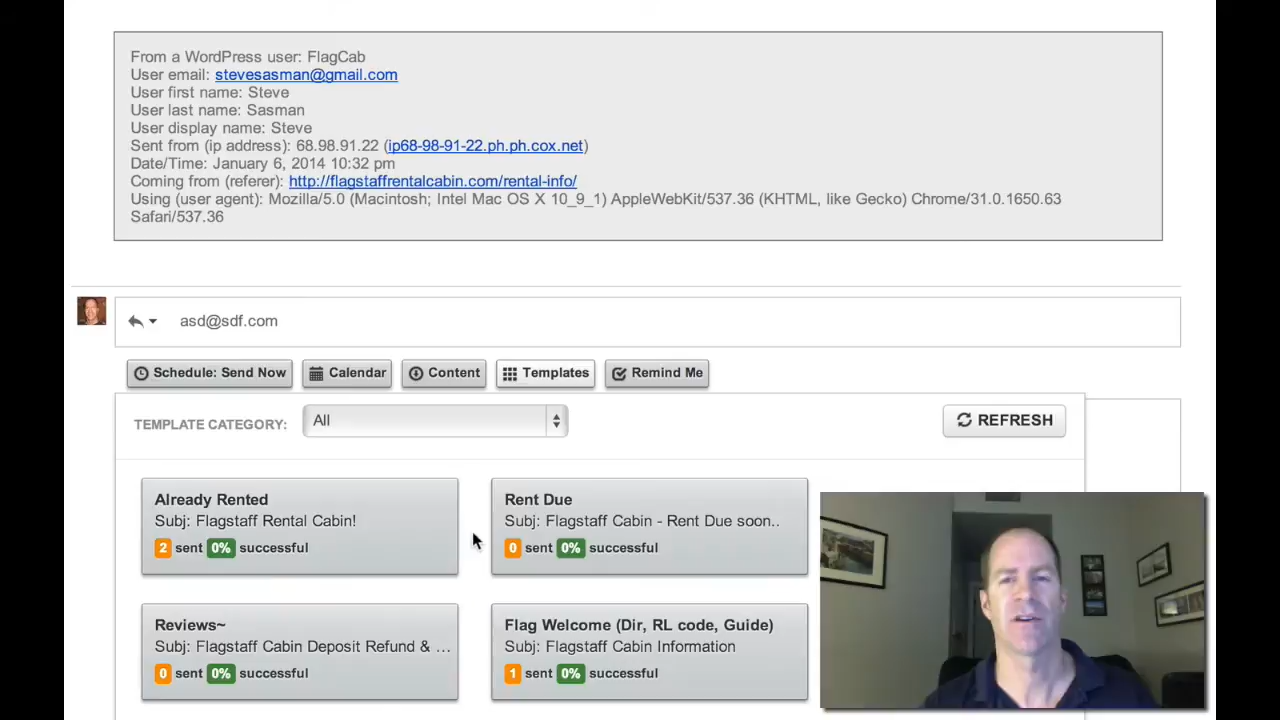 From a WordPress user: FlagCab
User email: stevesasman@gmail.com
User first name: Steve
User last name: Sasman
User display name: Steve
Sent from (ip address): 68.98.91.22 (ip68-98-91-22.ph.ph.cox.net)
Date/Time: January 6, 2014 10:32 pm
Coming from (referer): http://flagstaffrentalcabin.com/rental-info/
Using (user agent): Mozilla/5.0 (Macintosh; Intel Mac OS X 10_9_1) AppleWebKit/537.36 (KHTML, like Gecko) Chrome/31.0.1650.63
Safari/537.36
asd@sdf.com
Schedule: Send Now Calendar Content Templates Remind Me
TEMPLATE CATEGORY: All REFRESH
Already Rented
Subj: Flagstaff Rental Cabin!
2 sent 0% successful
Rent Due
Subj: Flagstaff Cabin - Rent Due soon..
0 sent 0% successful
Reviews~
Subj: Flagstaff Cabin Deposit Refund & ...
0 sent 0% successful
Flag Welcome (Dir, RL code, Guide)
Subj: Flagstaff Cabin Information
1 sent 0% successful